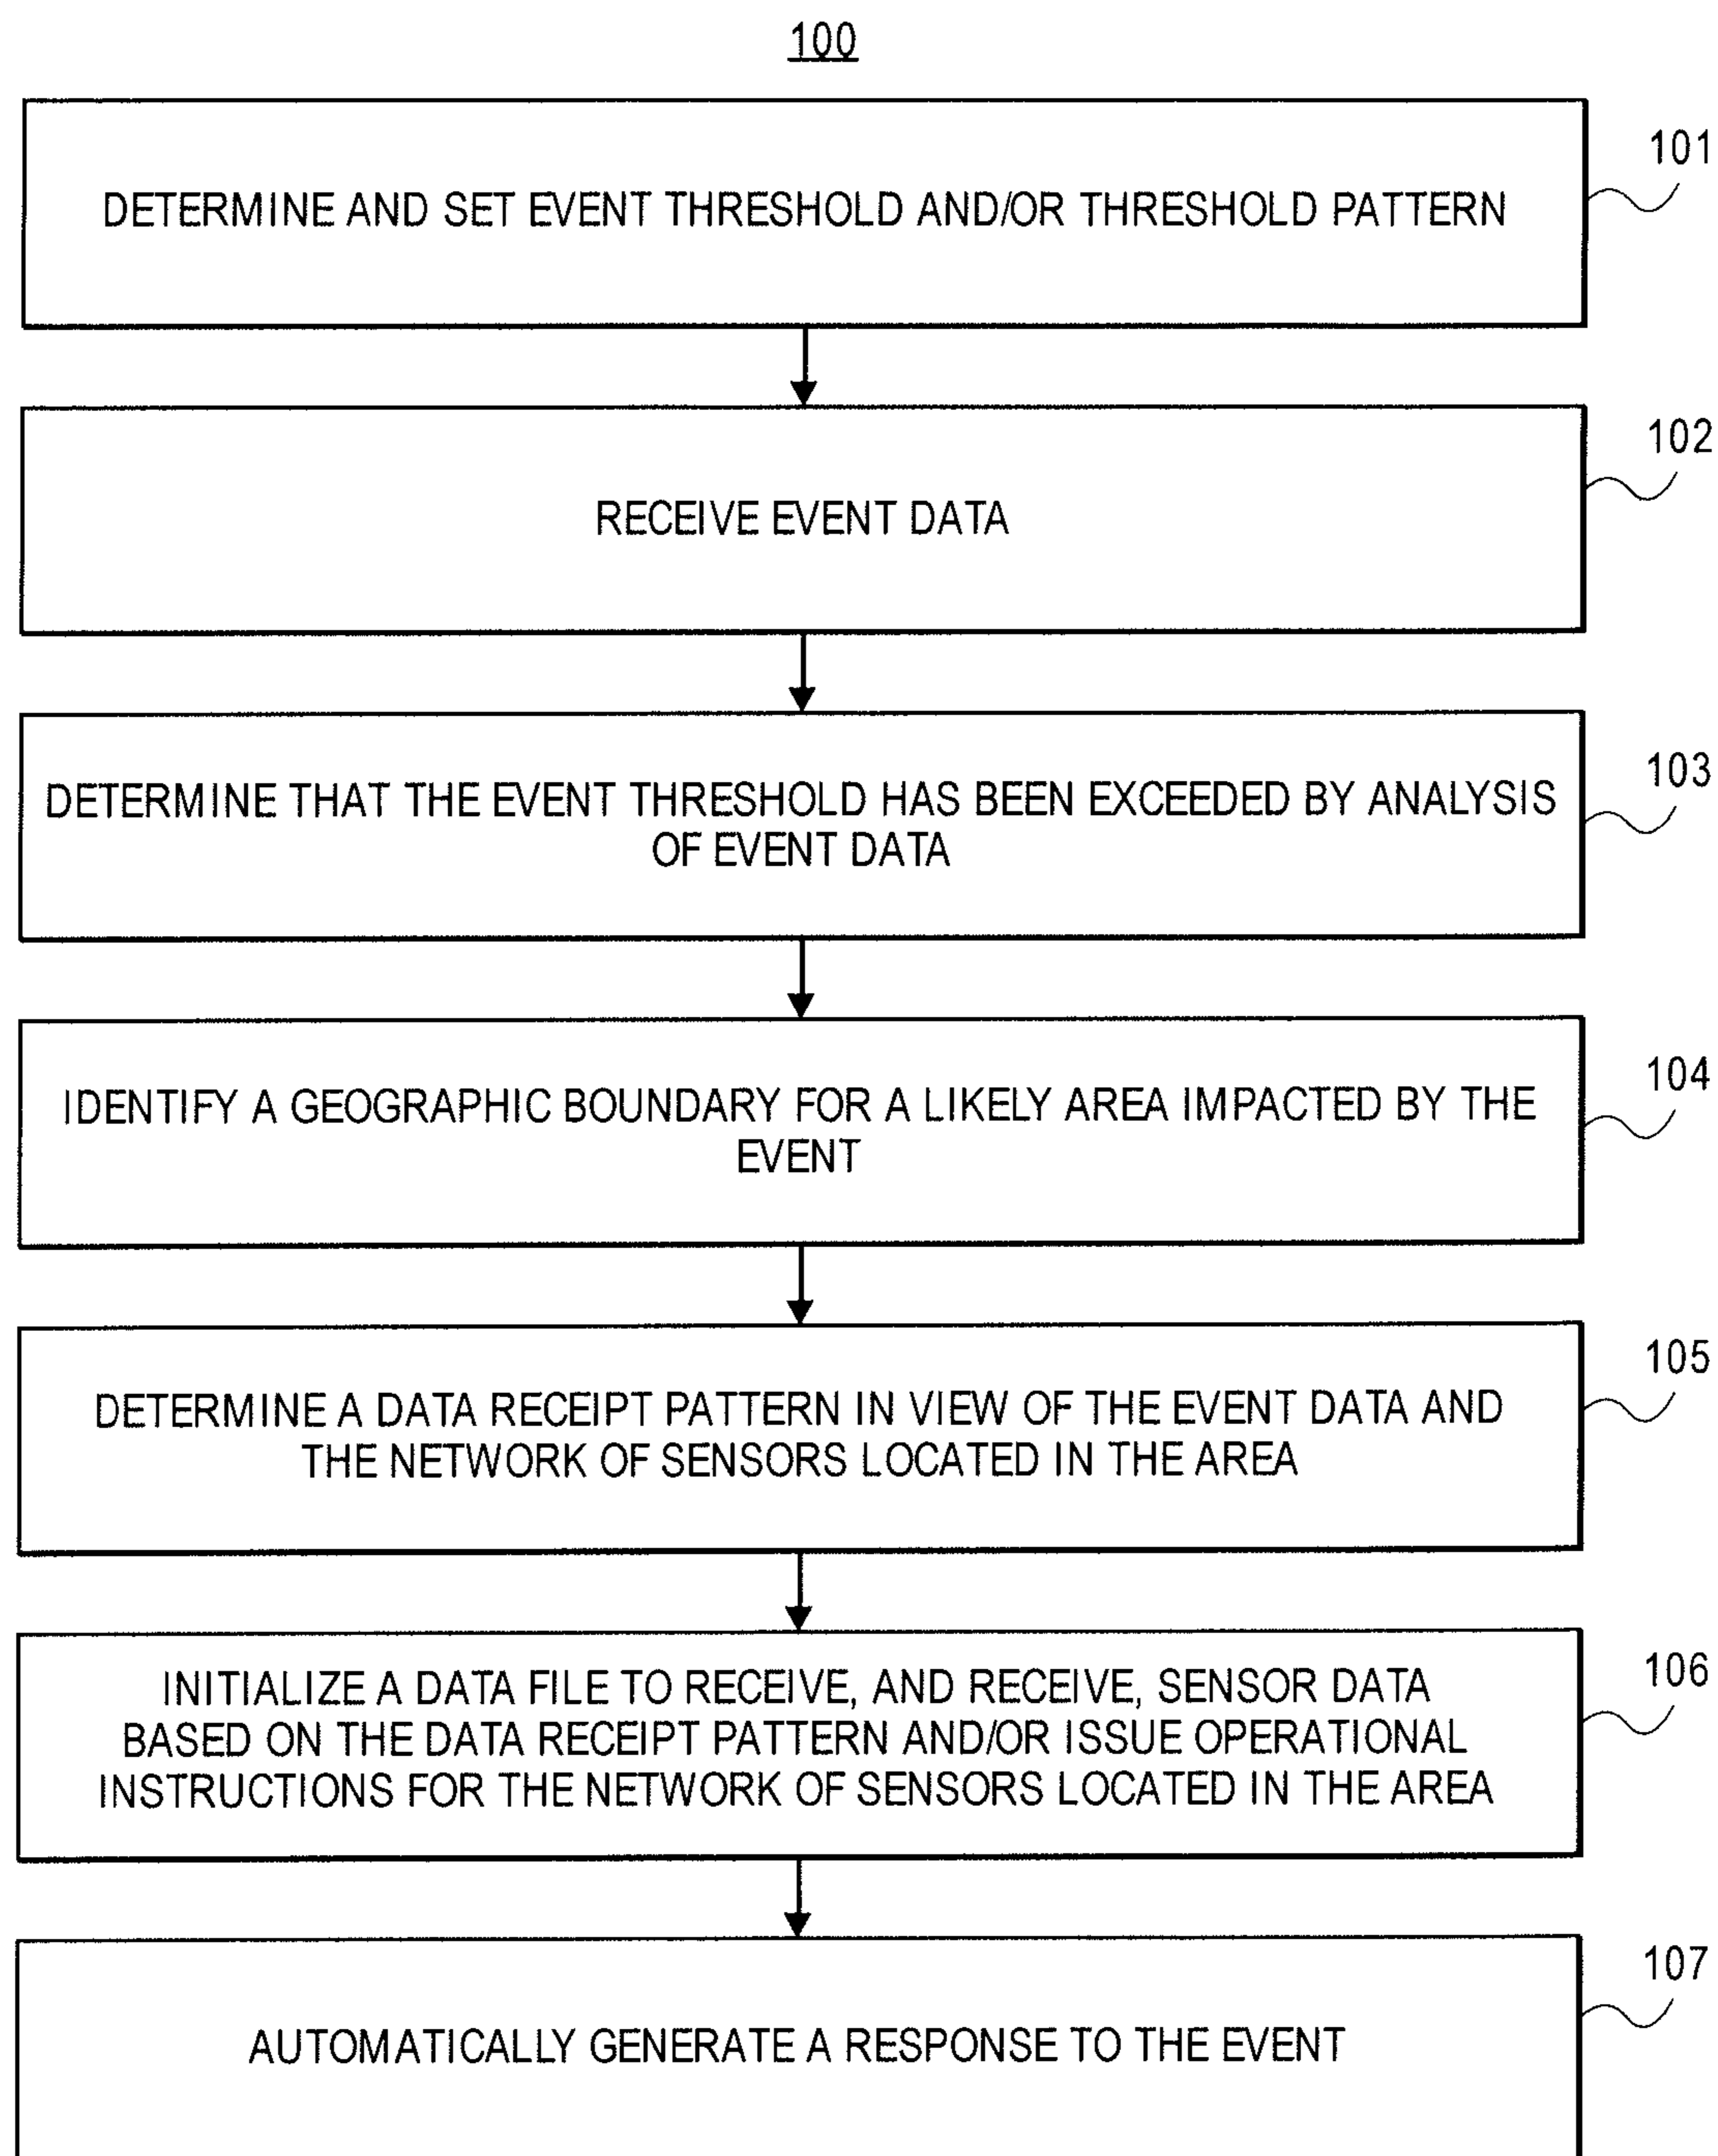 100
101
DETERMINE AND SET EVENT THRESHOLD AND/OR THRESHOLD PATTERN
102
RECEIVE EVENT DATA
103
DETERMINE THAT THE EVENT THRESHOLD HAS BEEN EXCEEDED BY ANALYSIS
OF EVENT DATA
104
IDENTIFY A GEOGRAPHIC BOUNDARY FOR A LIKELY AREA IMPACTED BY THE
EVENT
105
DETERMINE A DATA RECEIPT PATTERN IN VIEW OF THE EVENT DATA AND
THE NETWORK OF SENSORS LOCATED IN THE AREA
106
INITIALIZE A DATA FILE TO RECEIVE, AND RECEIVE, SENSOR DATA
BASED ON THE DATA RECEIPT PATTERN AND/OR ISSUE OPERATIONAL
INSTRUCTIONS FOR THE NETWORK OF SENSORS LOCATED IN THE AREA
107
AUTOMATICALLY GENERATE A RESPONSE TO THE EVENT